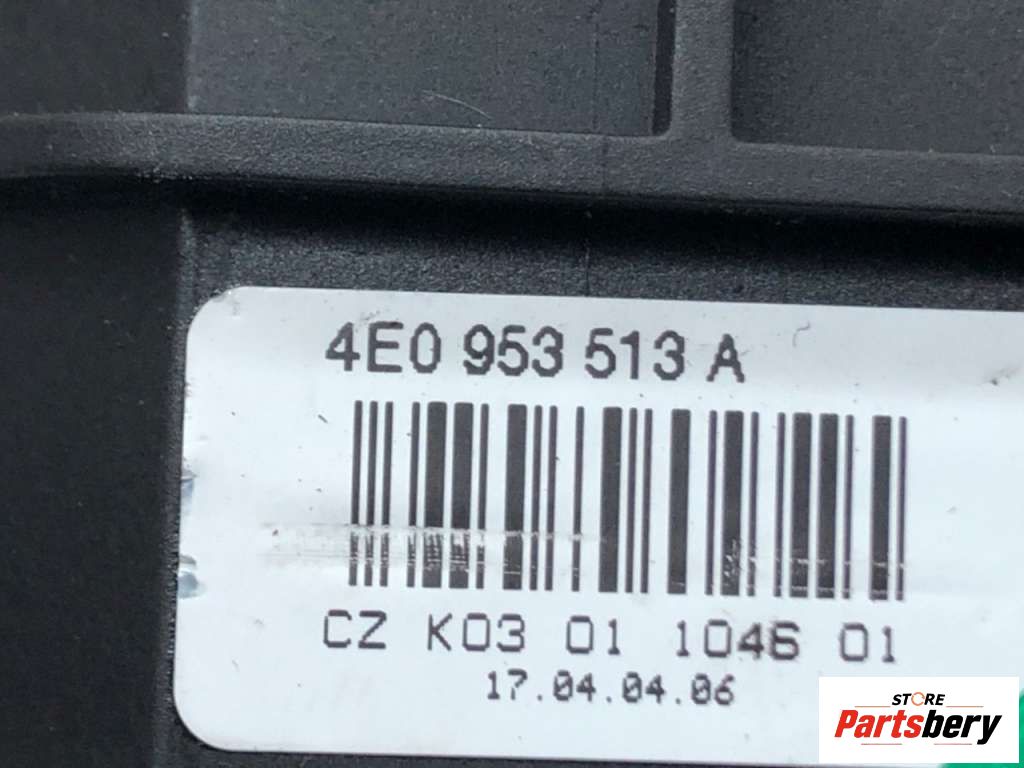 4E0 953 513 A
CZ K03 01 1046 01
17.04.04.06
STORE
Partsbery